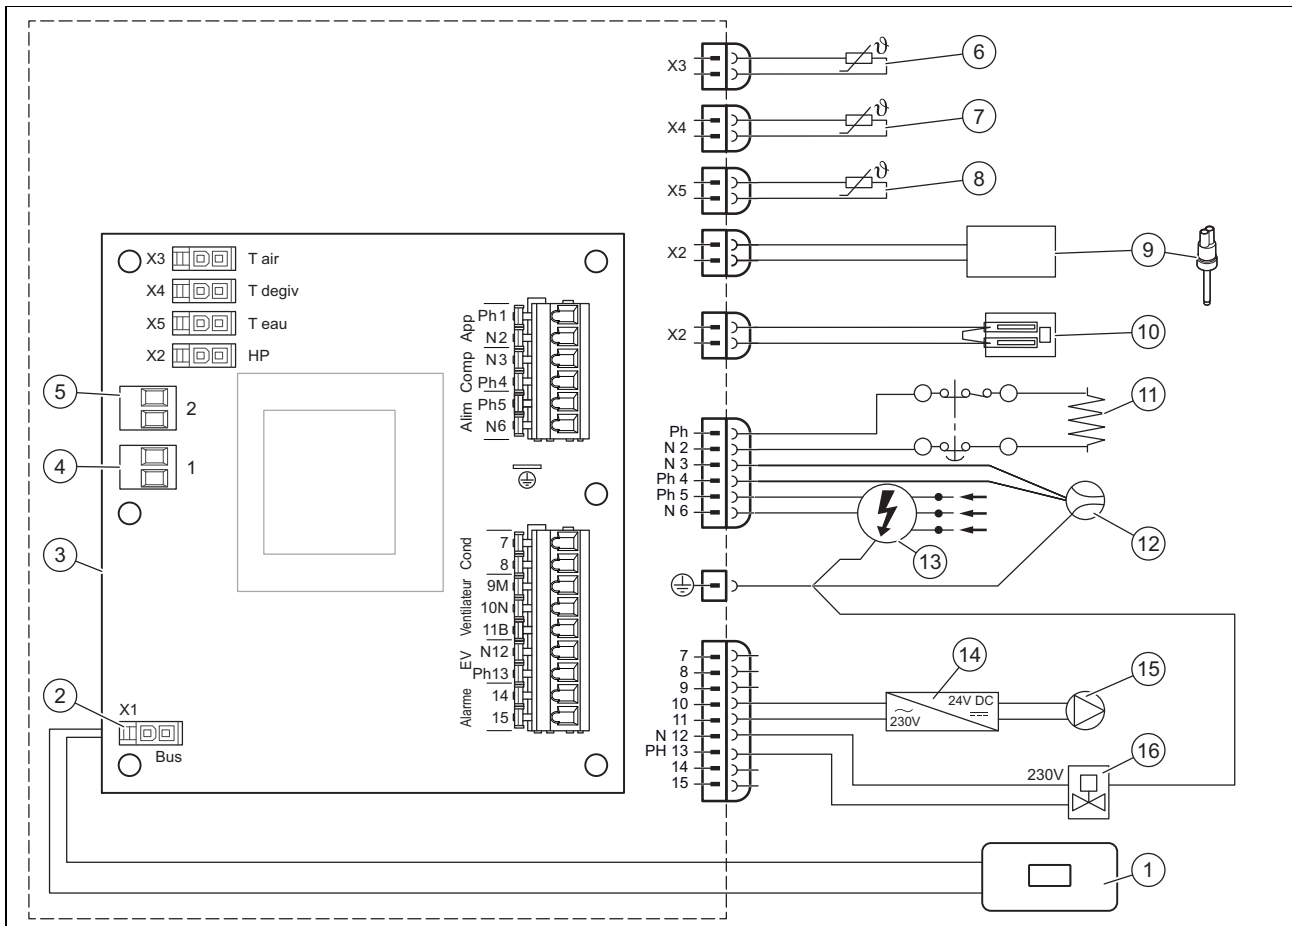 X3
ϑ
6
X4
ϑ
7
X5
ϑ
8
X2
9
X2
10
X3 T air
X4 T degiv
X5 T eau
X2 HP
5
2
4
1
3
2
X1
Bus
App
Comp
Alim
Ph1
N2
N3
Ph4
Ph5
N6
Cond
Ventilateur
EV
Alarme
7
8
9M
10N
11B
N12
Ph13
14
15
Ph
N 2
N 3
Ph 4
Ph 5
N 6
11
12
13
7
8
9
10
11
N 12
PH 13
14
15
14
24V DC
230V
15
230V
16
1